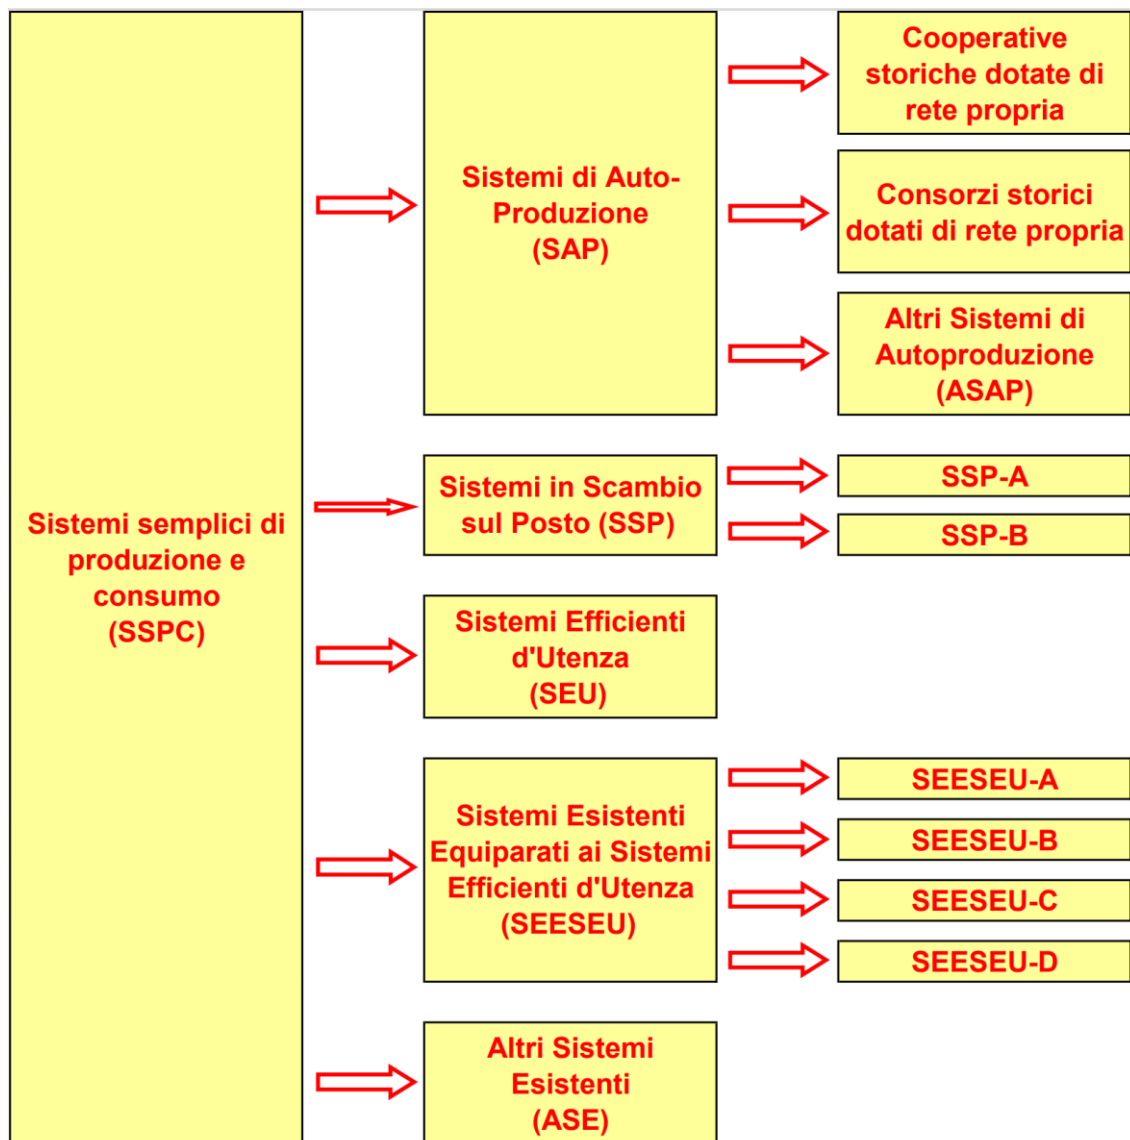 Sistemi semplici di
produzione e
consumo
(SSPC)
Sistemi di Auto-
Produzione
(SAP)
Cooperative
storiche dotate di
rete propria
Consorzi storici
dotati di rete propria
Altri Sistemi di
Autoproduzione
(ASAP)
Sistemi in Scambio
sul Posto (SSP)
SSP-A
SSP-B
Sistemi Efficienti
d'Utenza
(SEU)
Sistemi Esistenti
Equiparati ai Sistemi
Efficienti d'Utenza
(SEESEU)
SEESEU-A
SEESEU-B
SEESEU-C
SEESEU-D
Altri Sistemi
Esistenti
(ASE)